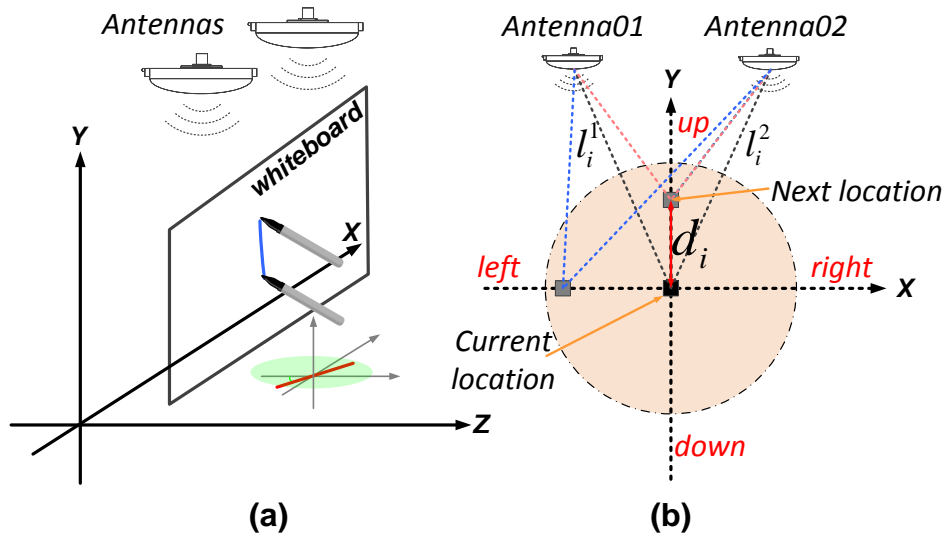 Antennas
Y
whiteboard
X
Z
(a)
Antenna01
Antenna02
Y
up
l_i^1
l_i^2
Next location
d_i
left
right
X
Current
location
down
(b)